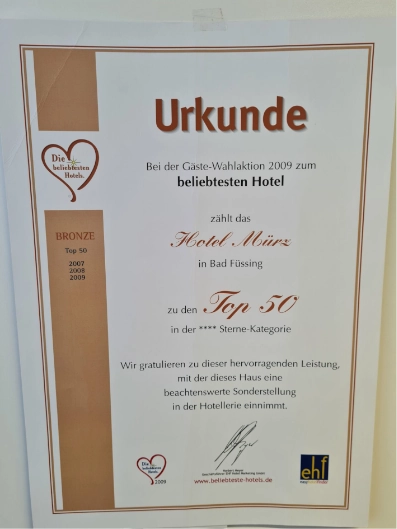 Urkunde
Die
beliebtesten
Hotels.
Bei der Gäste-Wahlaktion 2009 zum
beliebtesten Hotel
zählt das
Hotel Mürz
in Bad Füssing
BRONZE
Top 50
2007
2008
2009
zu den Top 50
in der **** Sterne-Kategorie
Wir gratulieren zu dieser hervorragenden Leistung,
mit der dieses Haus eine
beachtenswerte Sonderstellung
in der Hotellerie einnimmt.
Die
beliebtesten
2009
www.beliebteste-hotels.de
ehf